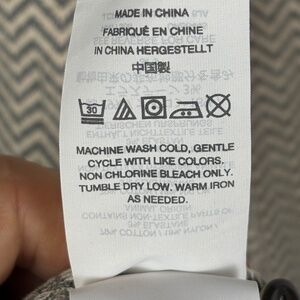 MADE IN CHINA
FABRIQUÉ EN CHINE
IN CHINA HERGESTELLT
中国製
30
MACHINE WASH COLD, GENTLE
CYCLE WITH LIKE COLORS.
NON CHLORINE BLEACH ONLY.
TUMBLE DRY LOW. WARM IRON
AS NEEDED.